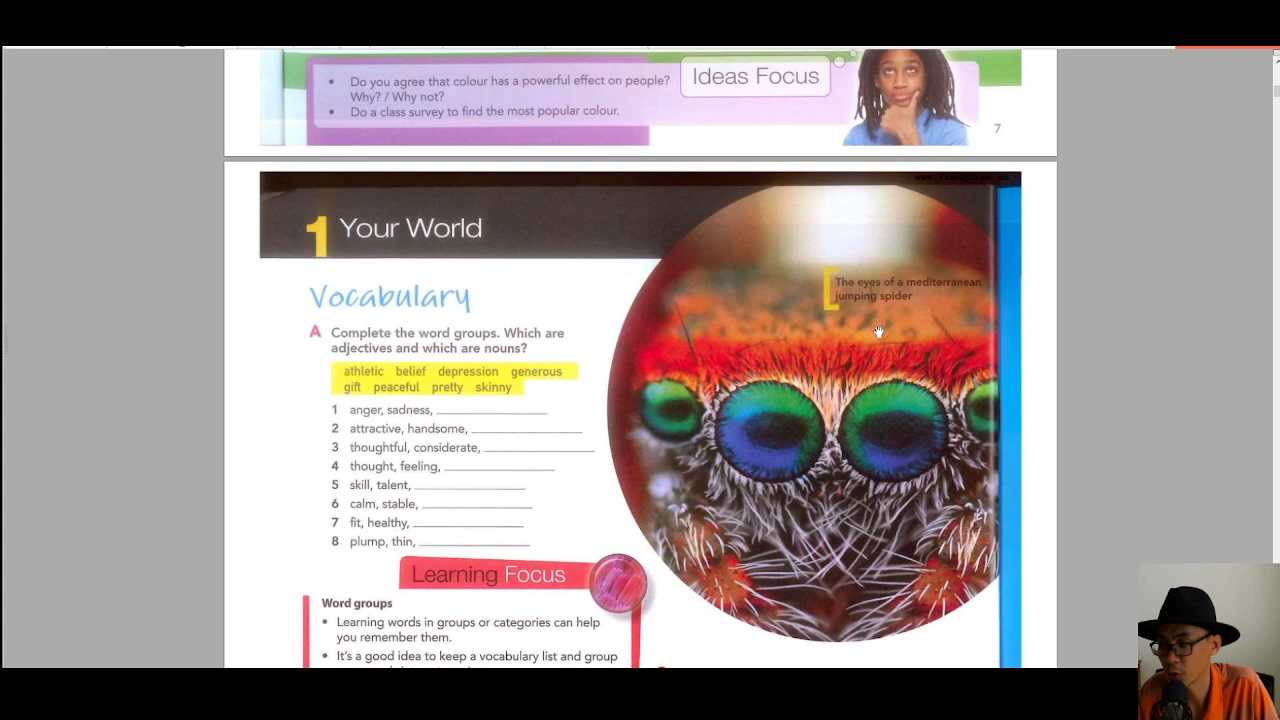 • Do you agree that colour has a powerful effect on people?
Why? / Why not?
• Do a class survey to find the most popular colour.
Ideas Focus
7
1 Your World
The eyes of a mediterranean
jumping spider
Vocabulary
A Complete the word groups. Which are
adjectives and which are nouns?
athletic belief depression generous
gift peaceful pretty skinny
1 anger, sadness,
2 attractive, handsome,
3 thoughtful, considerate,
4 thought, feeling,
5 skill, talent,
6 calm, stable,
7 fit, healthy,
8 plump, thin,
Learning Focus
Word groups
• Learning words in groups or categories can help
you remember them.
• It's a good idea to keep a vocabulary list and group